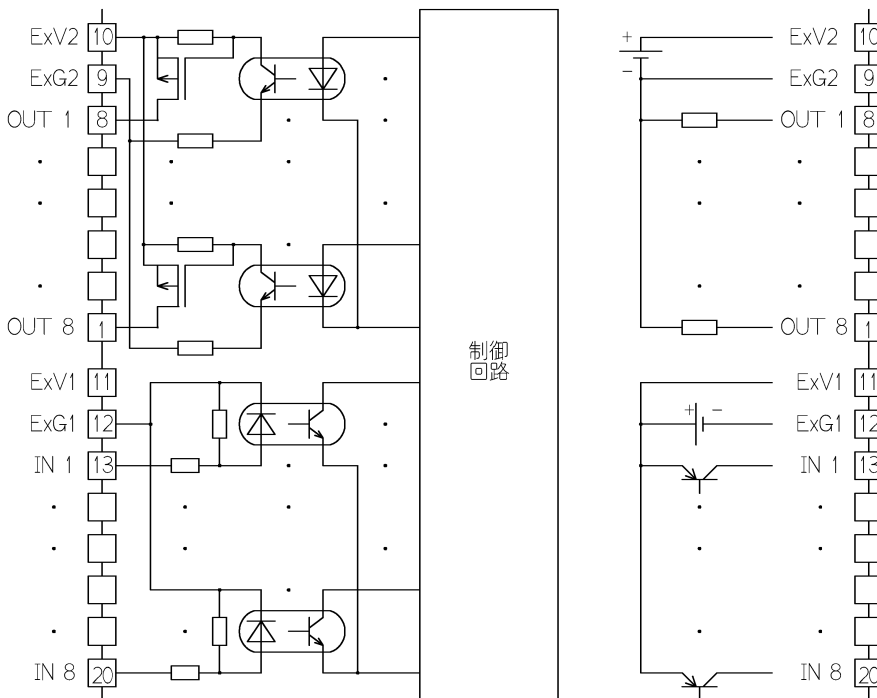 ExV2 10
ExG2 9
OUT 1 8
OUT 8 1
ExV1 11
ExG1 12
IN 1 13
IN 8 20
制御
回路
+
−
ExV2 10
ExG2 9
OUT 1 8
OUT 8 1
ExV1 11
+ −
ExG1 12
IN 1 13
IN 8 20